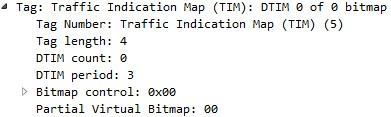 Tag: Traffic Indication Map (TIM): DTIM 0 of 0 bitmap
Tag Number: Traffic Indication Map (TIM) (5)
Tag length: 4
DTIM count: 0
DTIM period: 3
Bitmap control: 0x00
Partial Virtual Bitmap: 00